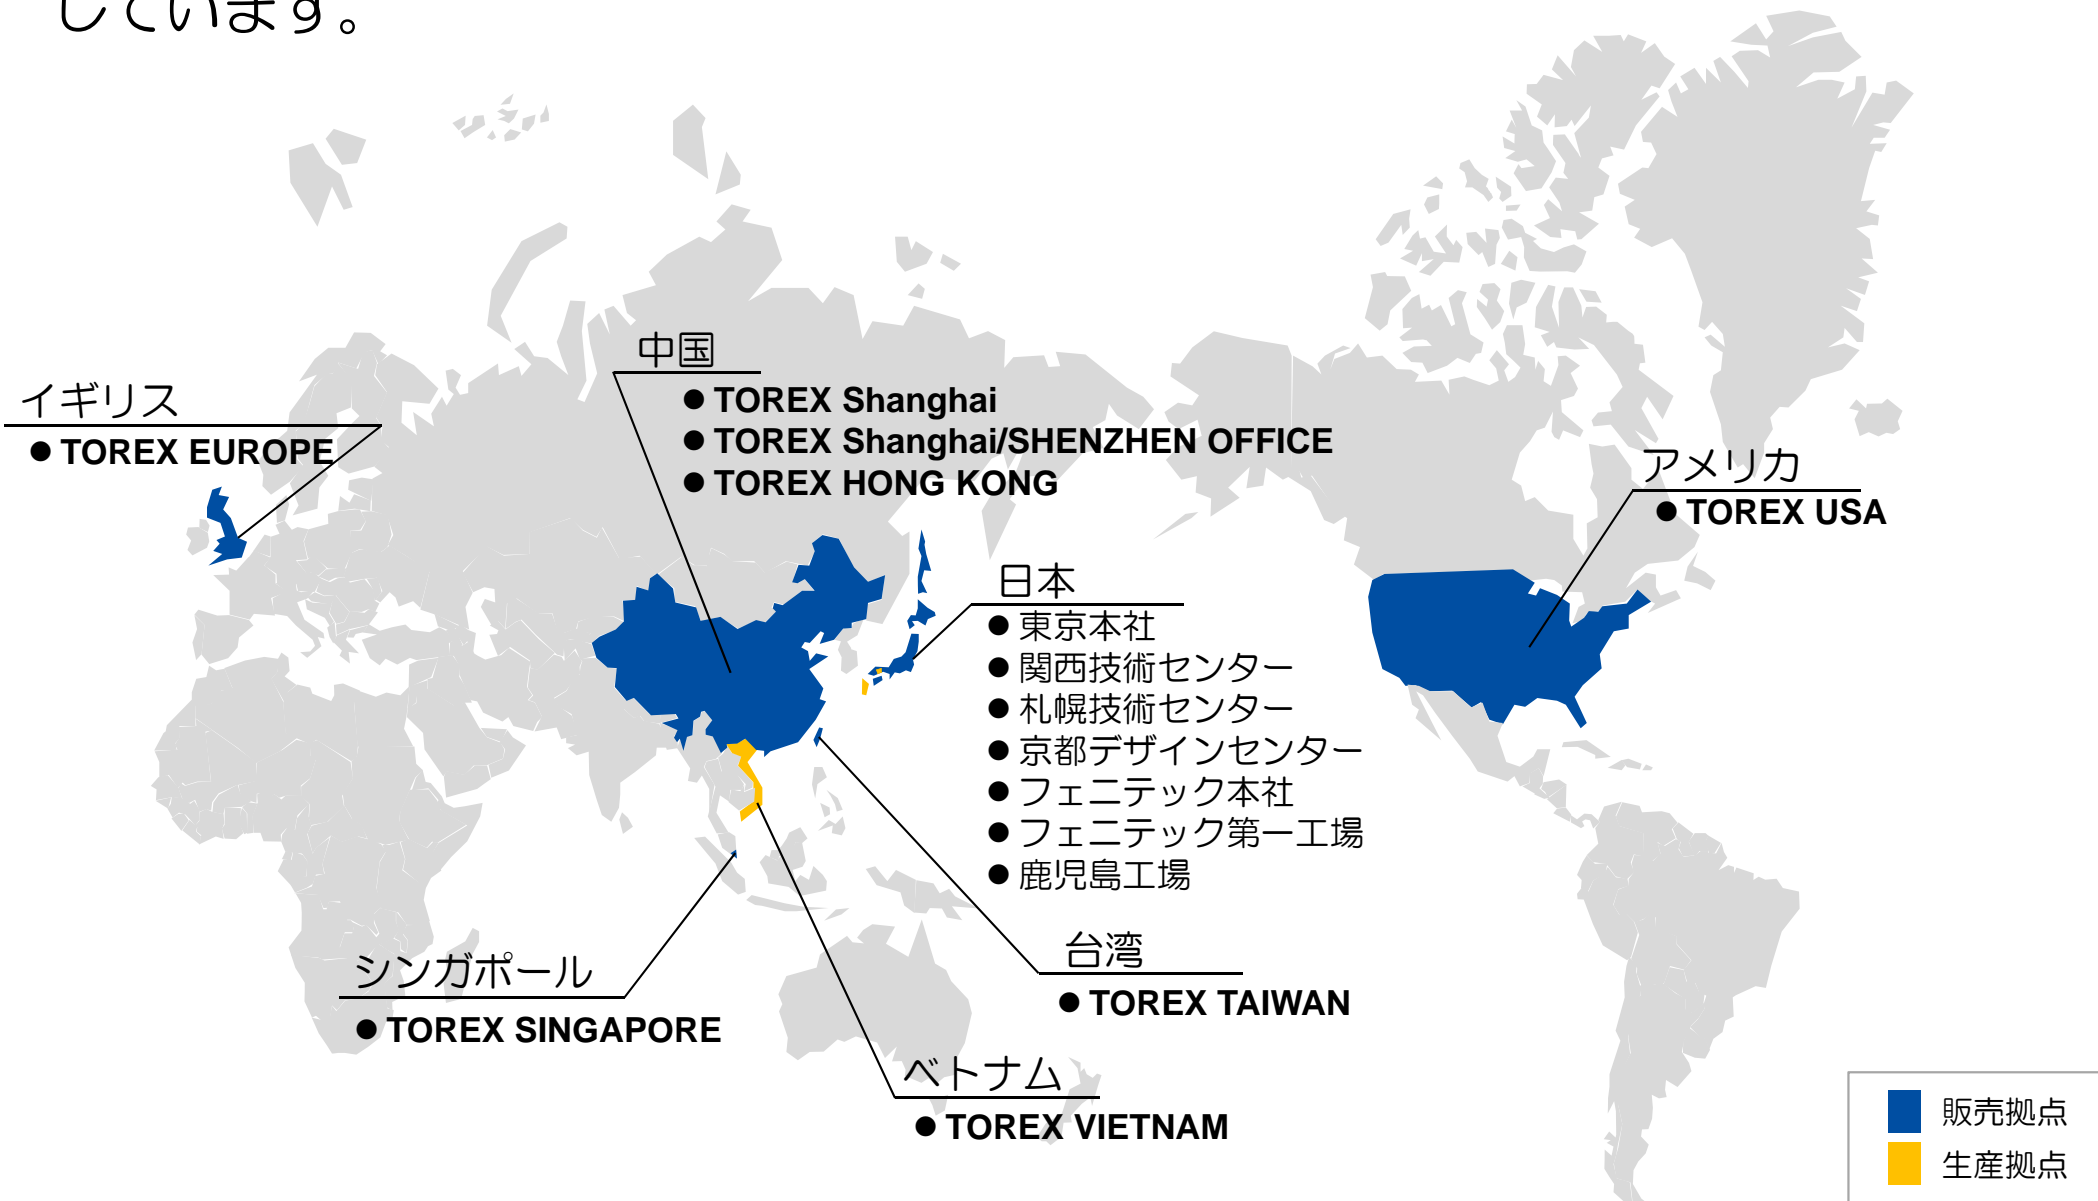 しています。
中国
● TOREX Shanghai
● TOREX Shanghai/SHENZHEN OFFICE
● TOREX HONG KONG
イギリス
● TOREX EUROPE
アメリカ
● TOREX USA
日本
● 東京本社
● 関西技術センター
● 札幌技術センター
● 京都デザインセンター
● フェニテック本社
● フェニテック第一工場
● 鹿児島工場
台湾
● TOREX TAIWAN
シンガポール
● TOREX SINGAPORE
ベトナム
● TOREX VIETNAM
販売拠点
生産拠点